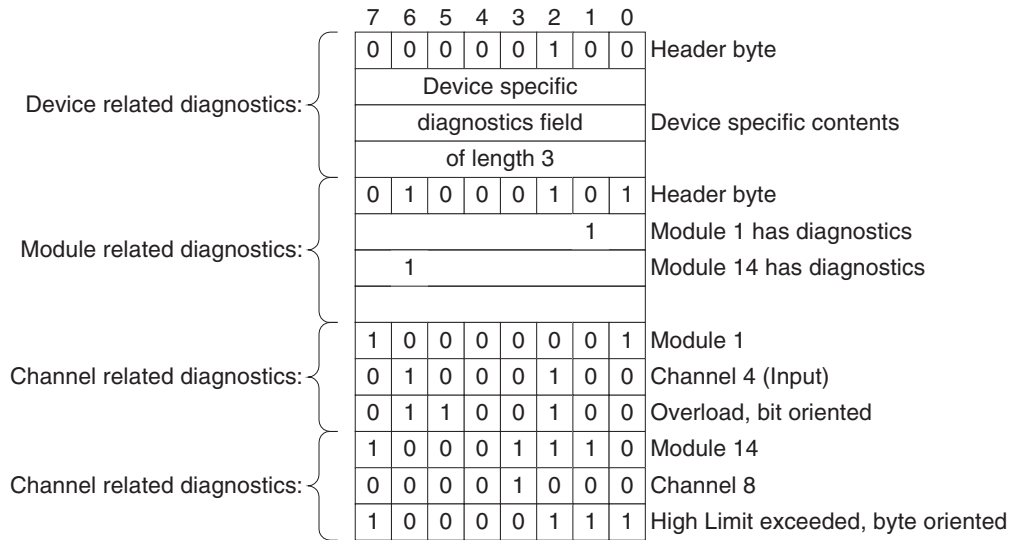 7 6 5 4 3 2 1 0
0 0 0 0 0 1 0 0 Header byte
Device specific
Device related diagnostics: diagnostics field Device specific contents
of length 3
0 1 0 0 0 1 0 1 Header byte
1 Module 1 has diagnostics
Module related diagnostics:
1 Module 14 has diagnostics
1 0 0 0 0 0 0 1 Module 1
Channel related diagnostics: 0 1 0 0 0 1 0 0 Channel 4 (Input)
0 1 1 0 0 1 0 0 Overload, bit oriented
1 0 0 0 1 1 1 0 Module 14
Channel related diagnostics: 0 0 0 0 1 0 0 0 Channel 8
1 0 0 0 0 1 1 1 High Limit exceeded, byte oriented